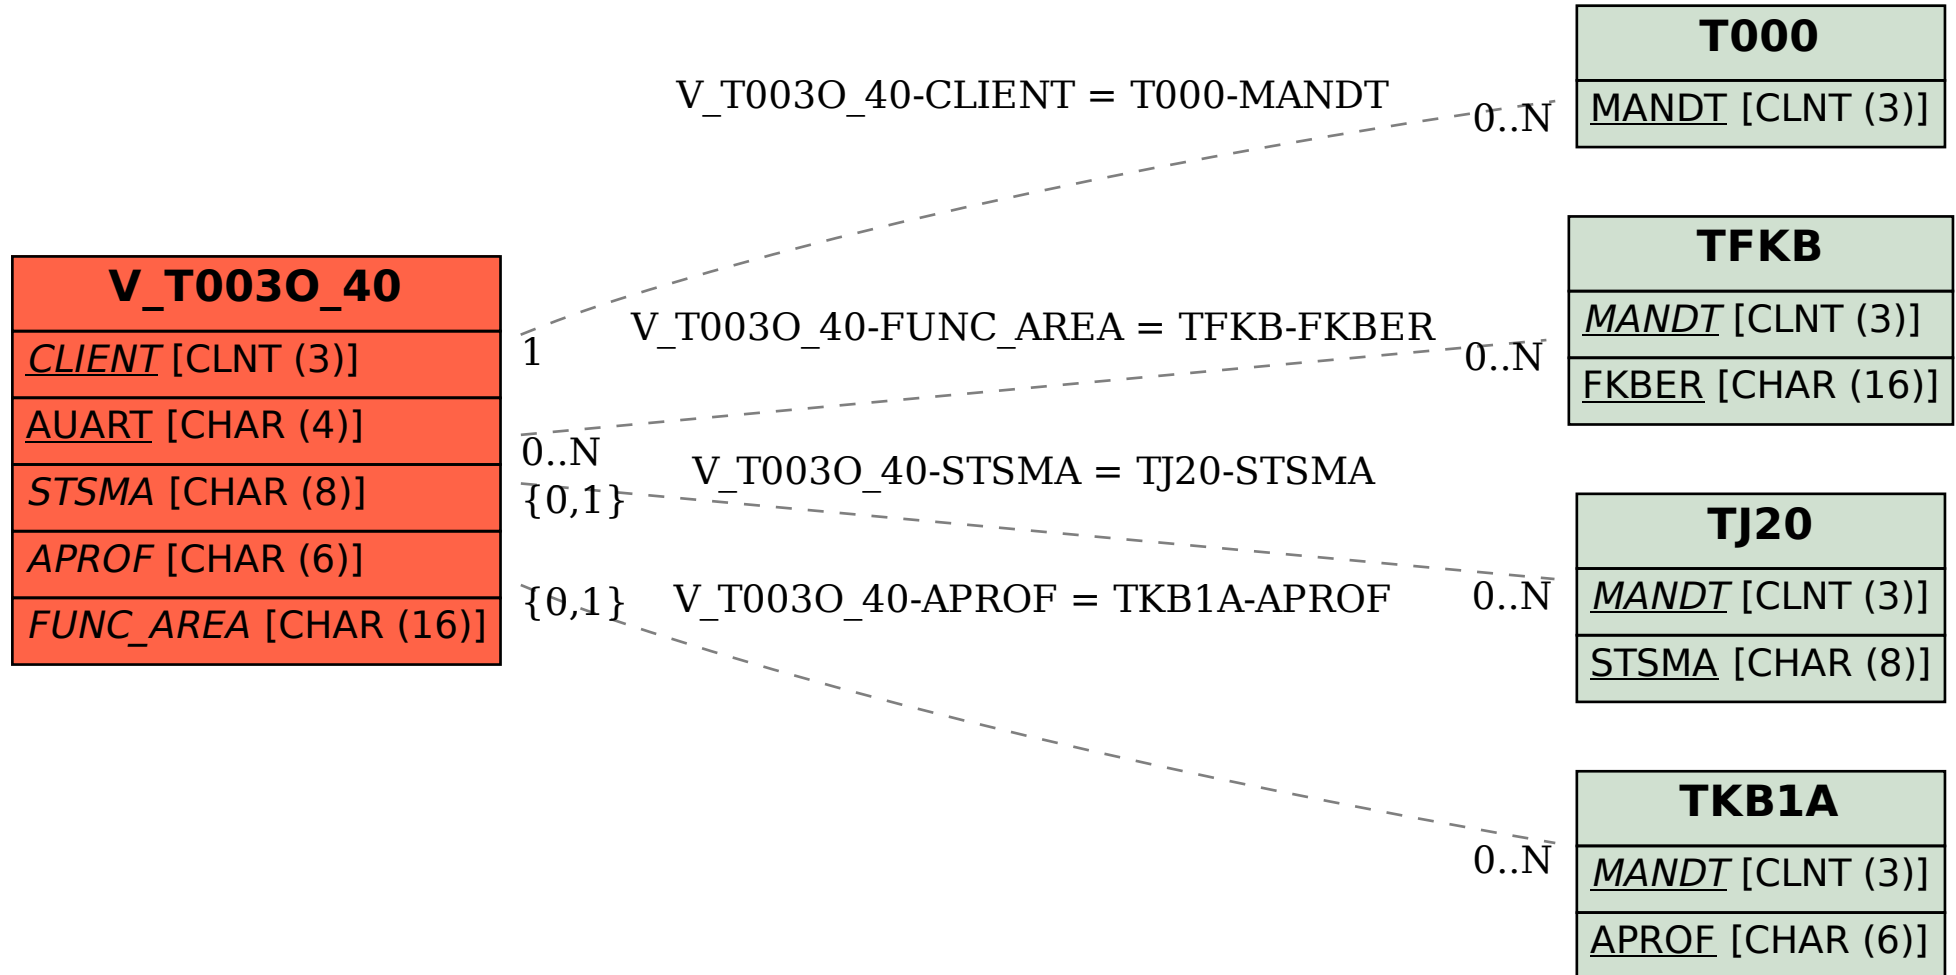 V_T003O_40
CLIENT [CLNT (3)]
AUART [CHAR (4)]
STSMA [CHAR (8)]
APROF [CHAR (6)]
FUNC_AREA [CHAR (16)]
V_T003O_40-CLIENT = T000-MANDT
1
0..N
V_T003O_40-FUNC_AREA = TFKB-FKBER
0..N
0..N
V_T003O_40-STSMA = TJ20-STSMA
{0,1}
0..N
V_T003O_40-APROF = TKB1A-APROF
{0,1}
0..N
T000
MANDT [CLNT (3)]
TFKB
MANDT [CLNT (3)]
FKBER [CHAR (16)]
TJ20
MANDT [CLNT (3)]
STSMA [CHAR (8)]
TKB1A
MANDT [CLNT (3)]
APROF [CHAR (6)]